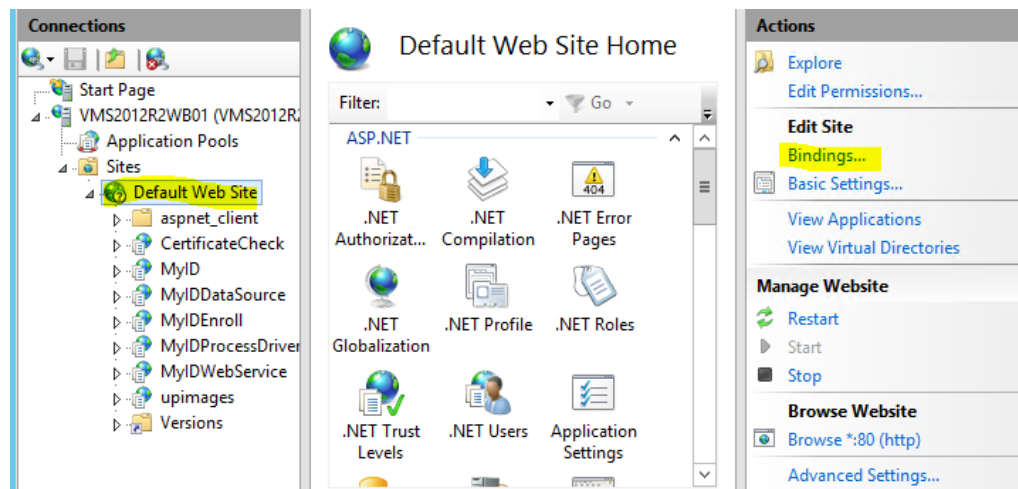 Connections
Start Page
VMS2012R2WB01 (VMS2012R2
Application Pools
Sites
Default Web Site
aspnet_client
CertificateCheck
MyID
MyIDDataSource
MyIDEnroll
MyIDProcessDriver
MyIDWebService
upimages
Versions
Default Web Site Home
Filter:
Go
ASP.NET
.NET Authorizat...
.NET Compilation
404
.NET Error Pages
.NET Globalization
.NET Profile
.NET Roles
.NET Trust Levels
.NET Users
Application Settings
Actions
Explore
Edit Permissions...
Edit Site
Bindings...
Basic Settings...
View Applications
View Virtual Directories
Manage Website
Restart
Start
Stop
Browse Website
Browse *:80 (http)
Advanced Settings...